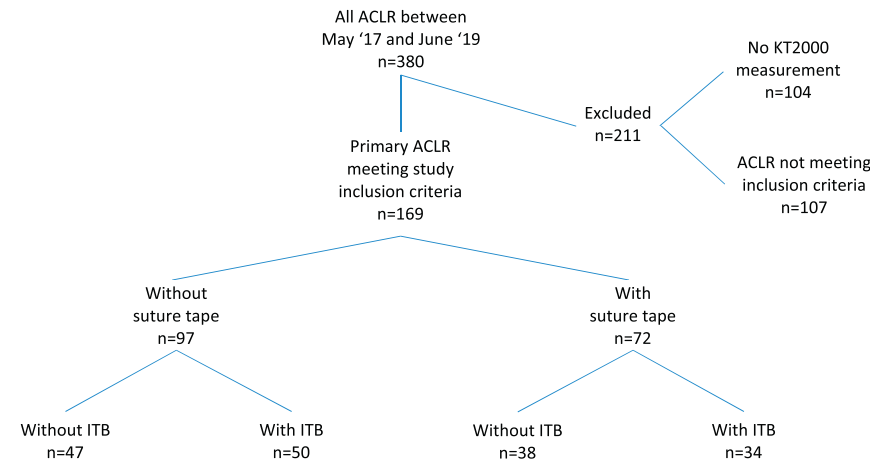 All ACLR between
May ‘17 and June ‘19
n=380
No KT2000
measurement
n=104
Excluded
n=211
Primary ACLR
meeting study
inclusion criteria
n=169
ACLR not meeting
inclusion criteria
n=107
Without
suture tape
n=97
With
suture tape
n=72
Without ITB
n=47
With ITB
n=50
Without ITB
n=38
With ITB
n=34